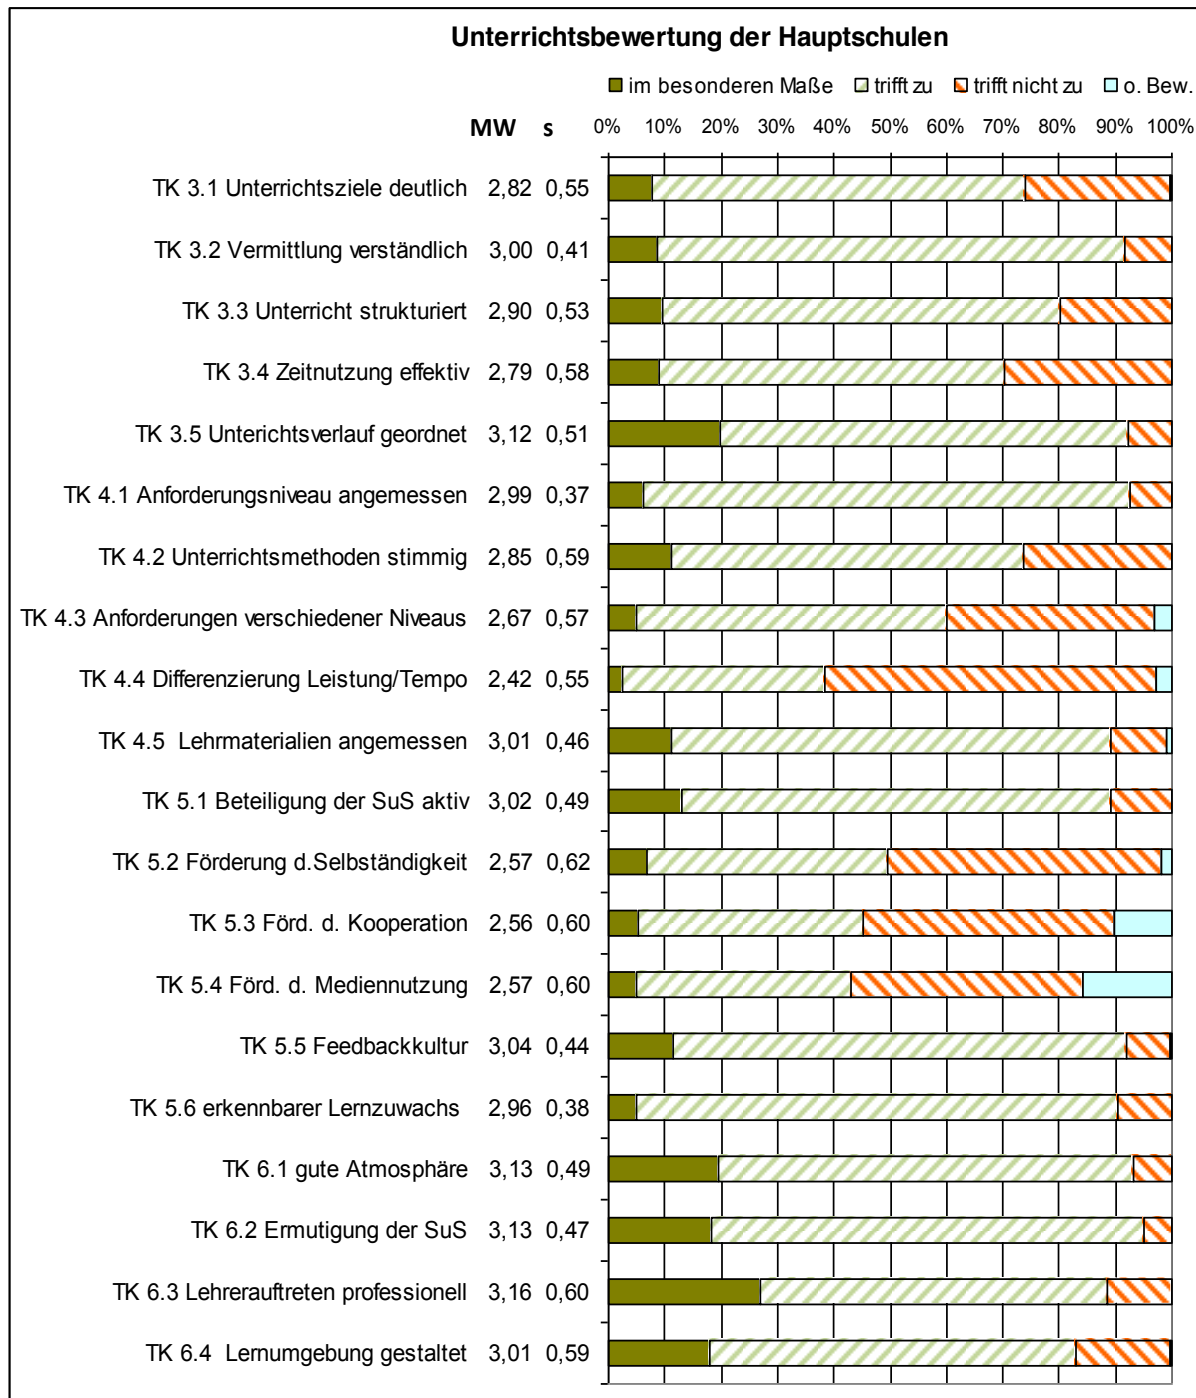 Unterrichtsbewertung der Hauptschulen
im besonderen Maße trifft zu trifft nicht zu o. Bew.
MW s 0% 10% 20% 30% 40% 50% 60% 70% 80% 90% 100%
TK 3.1 Unterrichtsziele deutlich 2,82 0,55
TK 3.2 Vermittlung verständlich 3,00 0,41
TK 3.3 Unterricht strukturiert 2,90 0,53
TK 3.4 Zeitnutzung effektiv 2,79 0,58
TK 3.5 Unterichtsverlauf geordnet 3,12 0,51
TK 4.1 Anforderungsniveau angemessen 2,99 0,37
TK 4.2 Unterrichtsmethoden stimmig 2,85 0,59
TK 4.3 Anforderungen verschiedener Niveaus 2,67 0,57
TK 4.4 Differenzierung Leistung/Tempo 2,42 0,55
TK 4.5 Lehrmaterialien angemessen 3,01 0,46
TK 5.1 Beteiligung der SuS aktiv 3,02 0,49
TK 5.2 Förderung d.Selbständigkeit 2,57 0,62
TK 5.3 Förd. d. Kooperation 2,56 0,60
TK 5.4 Förd. d. Mediennutzung 2,57 0,60
TK 5.5 Feedbackkultur 3,04 0,44
TK 5.6 erkennbarer Lernzuwachs 2,96 0,38
TK 6.1 gute Atmosphäre 3,13 0,49
TK 6.2 Ermutigung der SuS 3,13 0,47
TK 6.3 Lehrerauftreten professionell 3,16 0,60
TK 6.4 Lernumgebung gestaltet 3,01 0,59